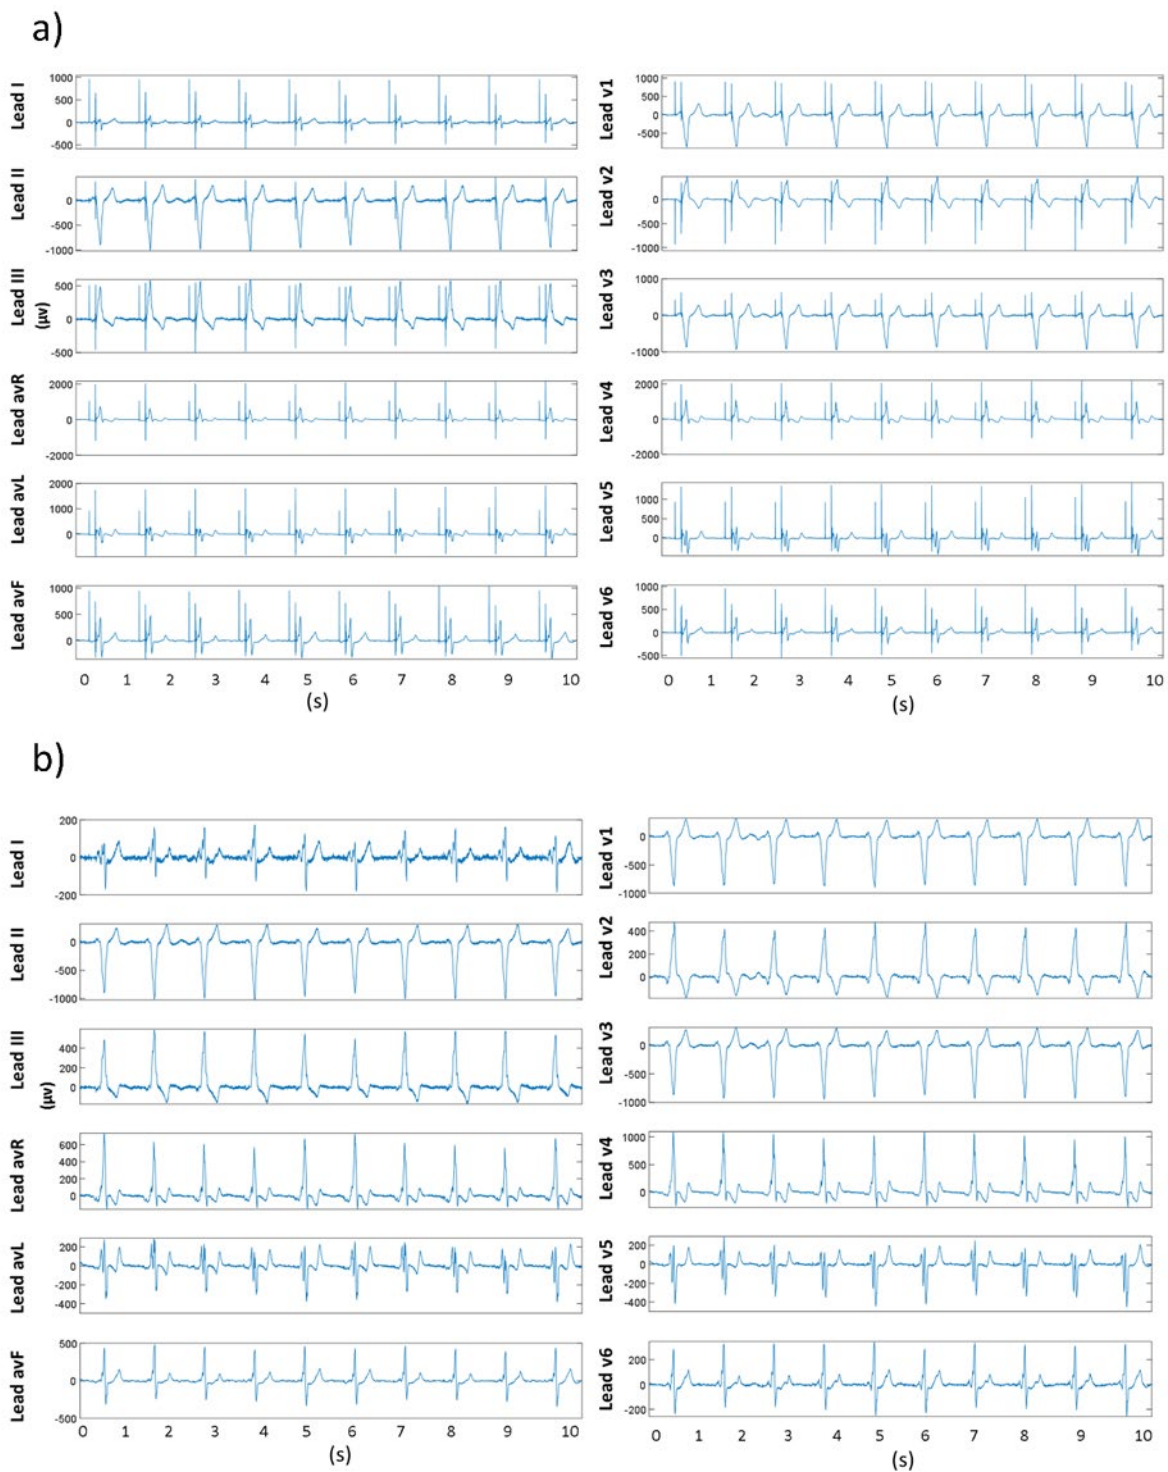 a)
Lead I
1000
500
0
-500
Lead II
0
-500
-1000
Lead III
(μv)
500
0
-500
Lead avR
2000
0
-2000
Lead avL
2000
1000
0
Lead avF
1000
500
0
0 1 2 3 4 5 6 7 8 9 10
(s)
Lead v1
1000
500
0
-500
Lead v2
0
-500
-1000
Lead v3
1000
0
-1000
Lead v4
2000
0
-2000
Lead v5
1000
500
0
Lead v6
1000
500
0
-500
0 1 2 3 4 5 6 7 8 9 10
(s)
b)
Lead I
200
0
-200
Lead II
0
-500
-1000
Lead III
(μv)
400
200
0
Lead avR
600
400
200
0
Lead avL
200
0
-200
-400
Lead avF
500
0
-500
0 1 2 3 4 5 6 7 8 9 10
(s)
Lead v1
0
-500
-1000
Lead v2
400
200
0
Lead v3
0
-500
-1000
Lead v4
1000
500
0
Lead v5
200
0
-200
-400
Lead v6
200
0
-200
0 1 2 3 4 5 6 7 8 9 10
(s)